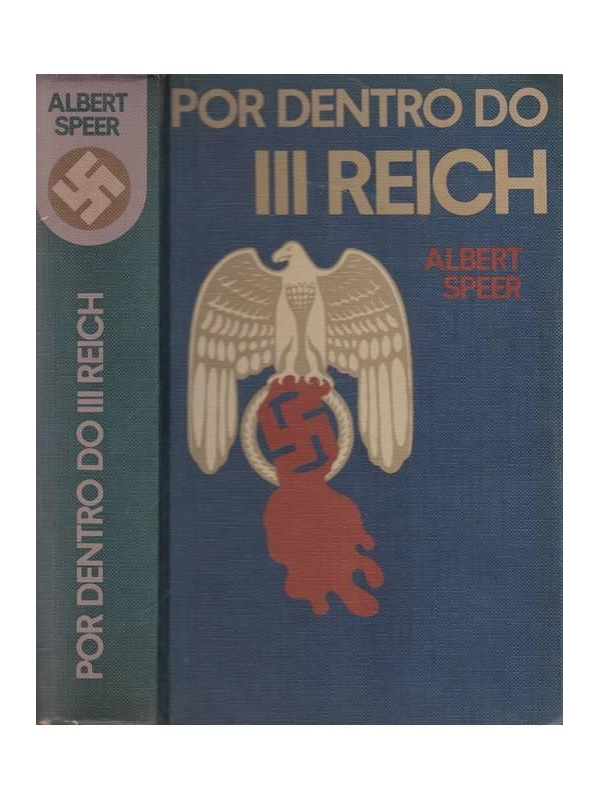 ALBERT
SPEER
POR DENTRO DO III REICH
POR DENTRO DO
III REICH
ALBERT
SPEER